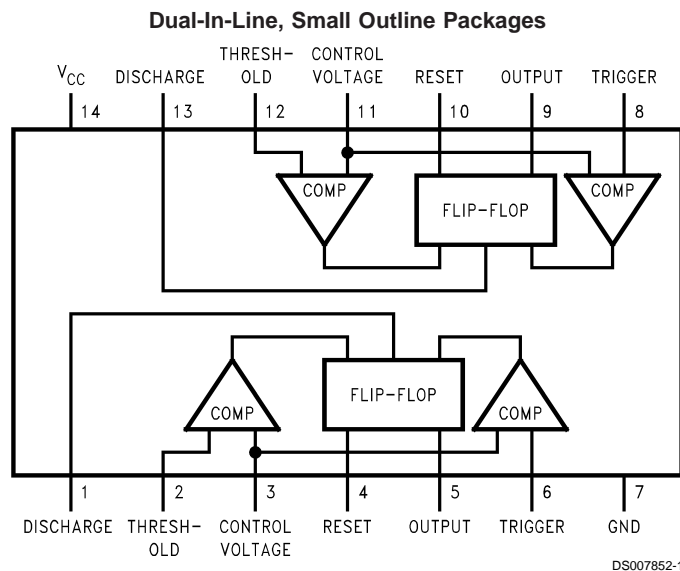 Dual-In-Line, Small Outline Packages
V_CC DISCHARGE THRESH-OLD CONTROL VOLTAGE RESET OUTPUT TRIGGER
14 13 12 11 10 9 8
COMP FLIP-FLOP COMP
COMP FLIP-FLOP COMP
1 2 3 4 5 6 7
DISCHARGE THRESH-OLD CONTROL VOLTAGE RESET OUTPUT TRIGGER GND
DS007852-1